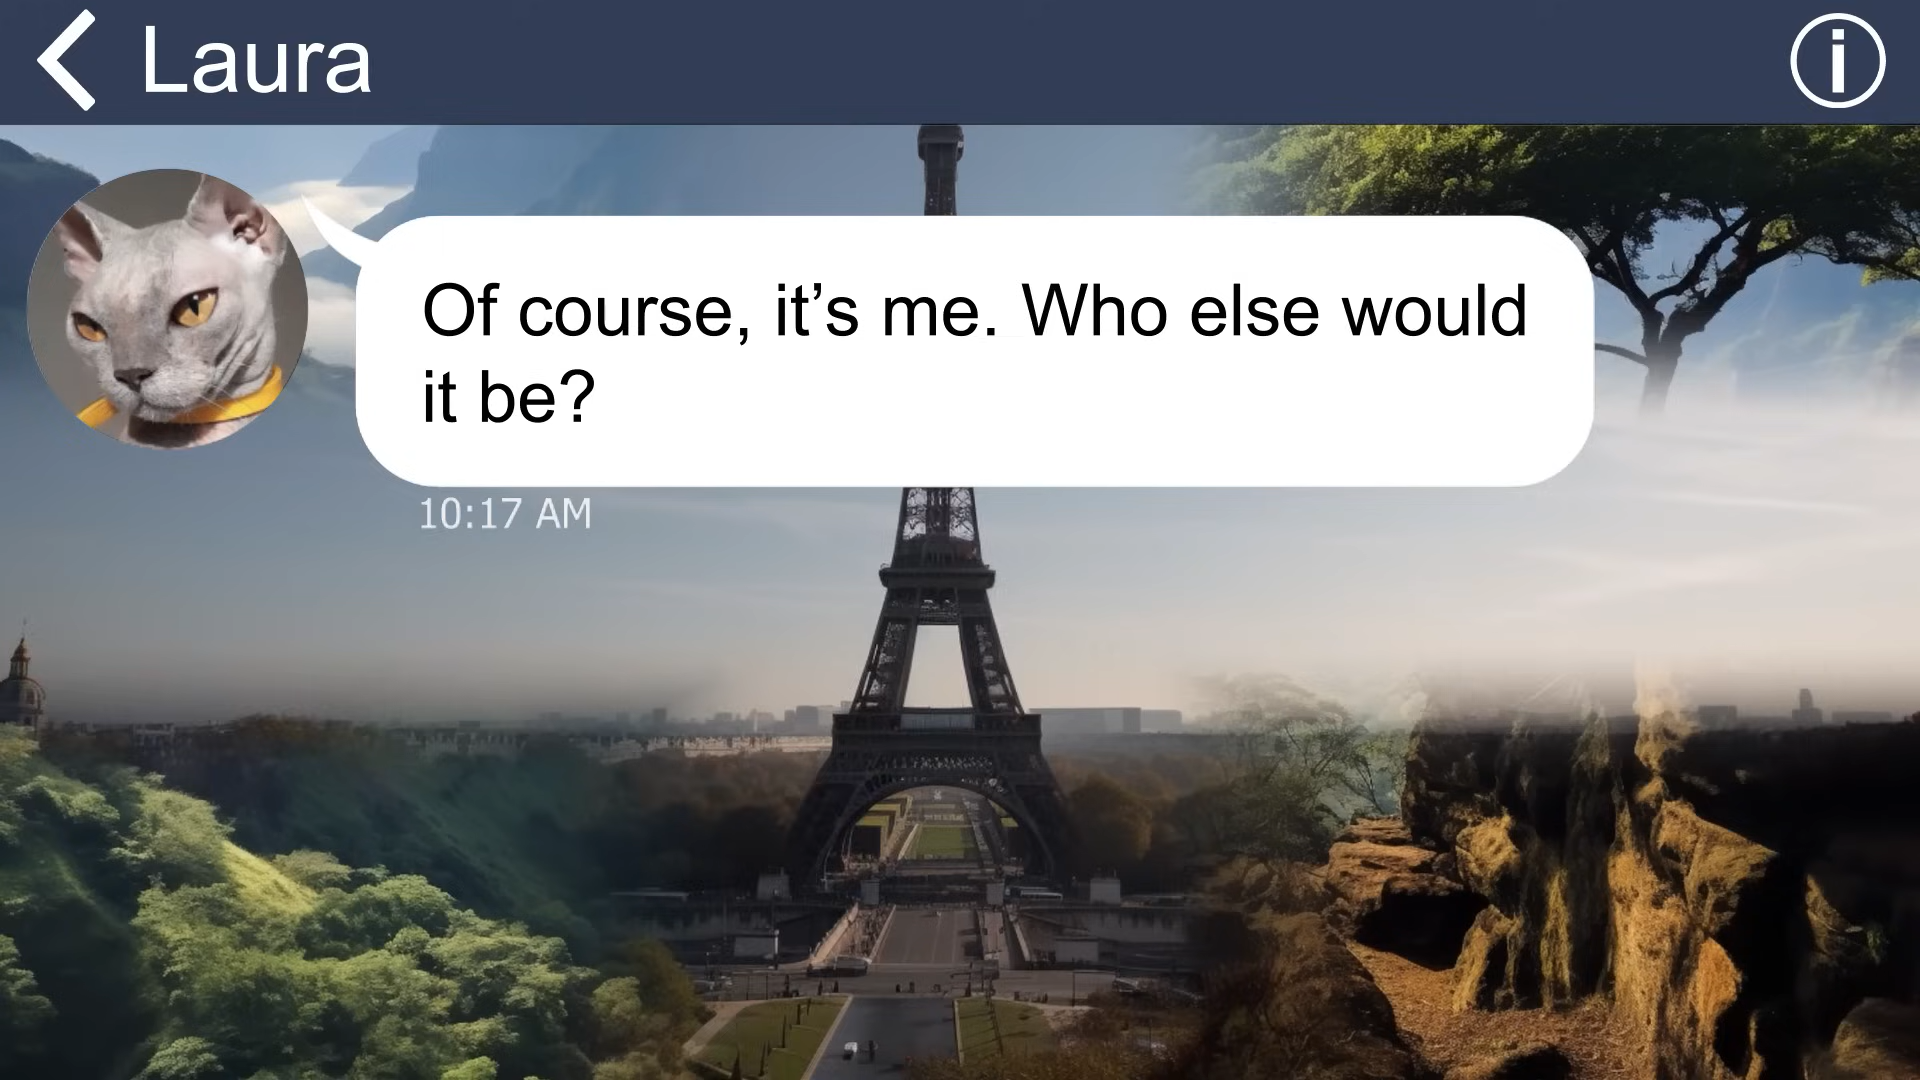 Laura
Of course, it’s me. Who else would
it be?
10:17 AM